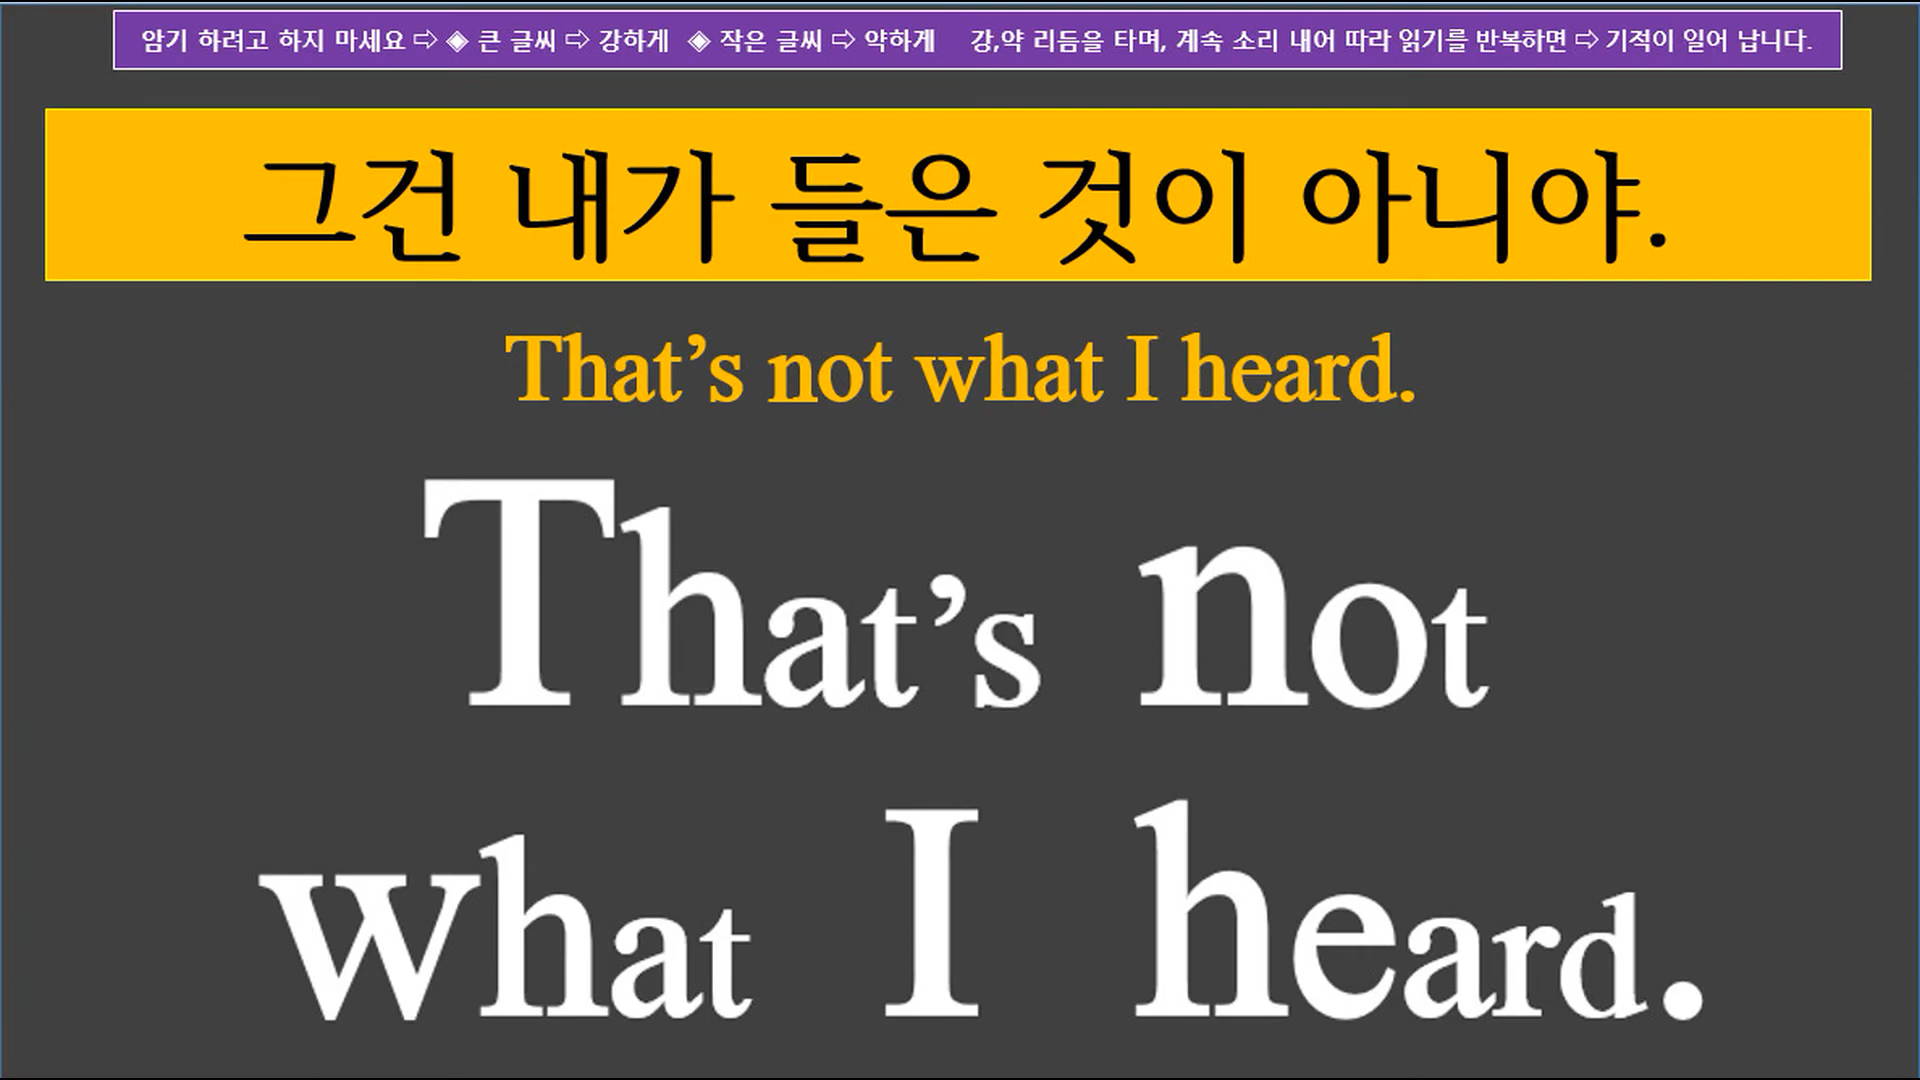 암기 하려고 하지 마세요 ⇨ ◈ 큰 글씨 ⇨ 강하게 ◈ 작은 글씨 ⇨ 약하게 강,약 리듬을 타며, 계속 소리 내어 따라 읽기를 반복하면 ⇨ 기적이 일어 납니다.
그건 내가 들은 것이 아니야.
That’s not what I heard.
That’s not
what I heard.